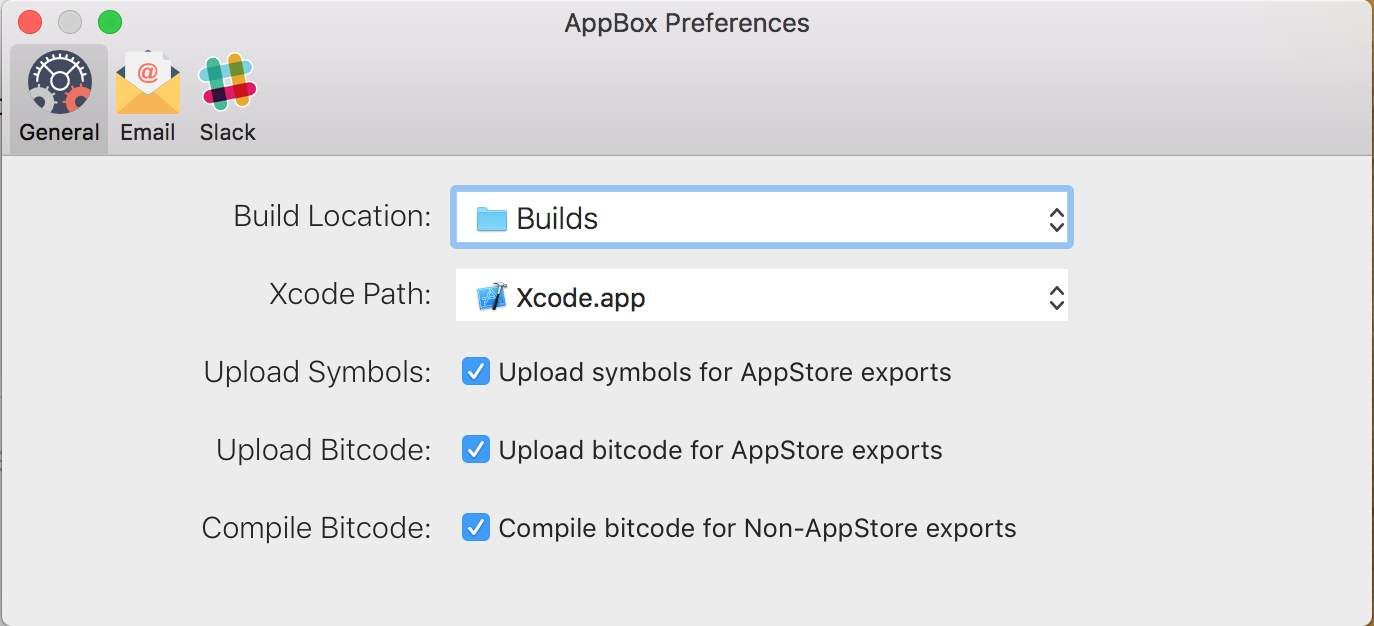 AppBox Preferences
General Email Slack
Build Location: Builds
Xcode Path: Xcode.app
Upload Symbols: Upload symbols for AppStore exports
Upload Bitcode: Upload bitcode for AppStore exports
Compile Bitcode: Compile bitcode for Non-AppStore exports